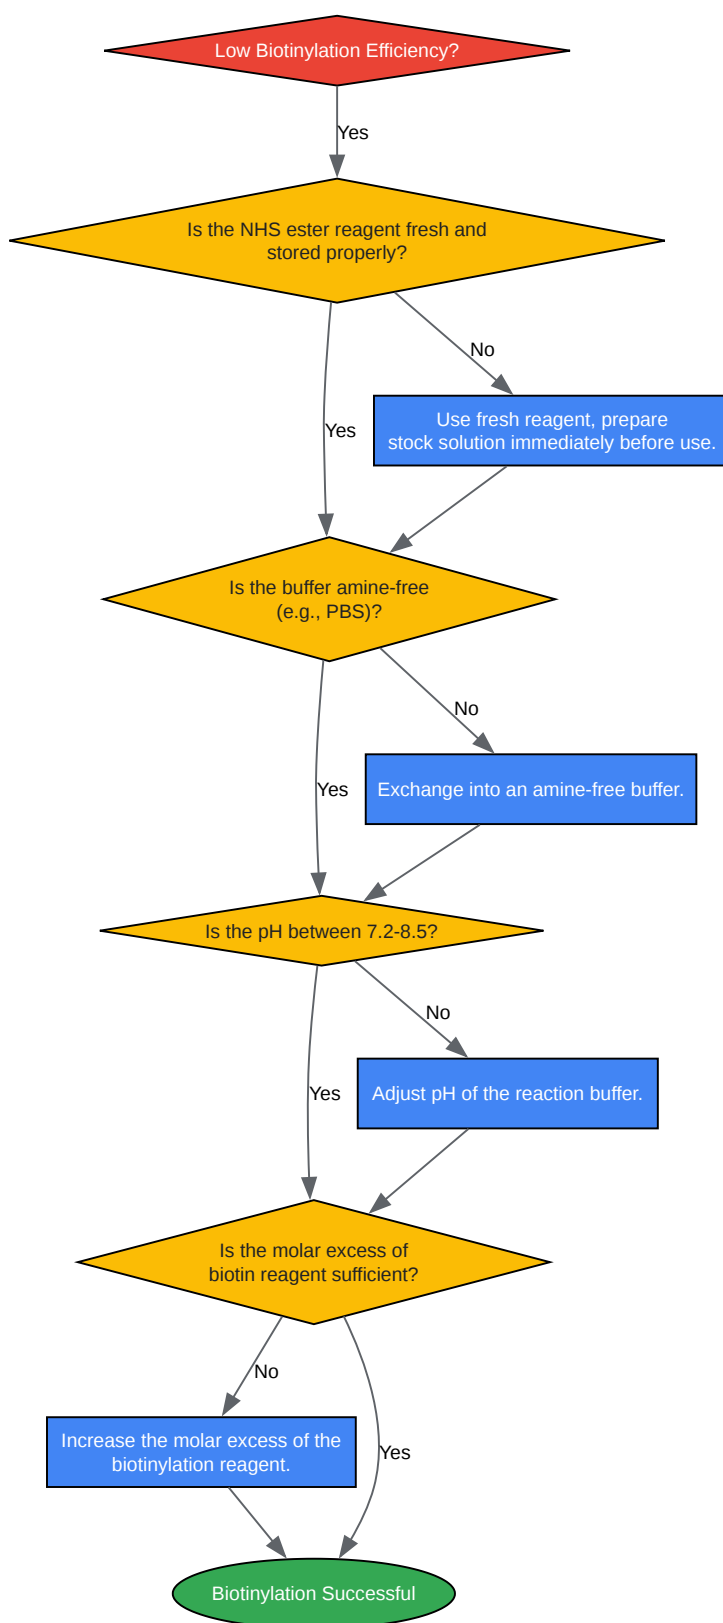 Low Biotinylation Efficiency?
Yes
Is the NHS ester reagent fresh and
stored properly?
No
Use fresh reagent, prepare
stock solution immediately before use.
Yes
Is the buffer amine-free
(e.g., PBS)?
No
Exchange into an amine-free buffer.
Yes
Is the pH between 7.2-8.5?
No
Adjust pH of the reaction buffer.
Yes
Is the molar excess of
biotin reagent sufficient?
No
Increase the molar excess of the
biotinylation reagent.
Yes
Biotinylation Successful